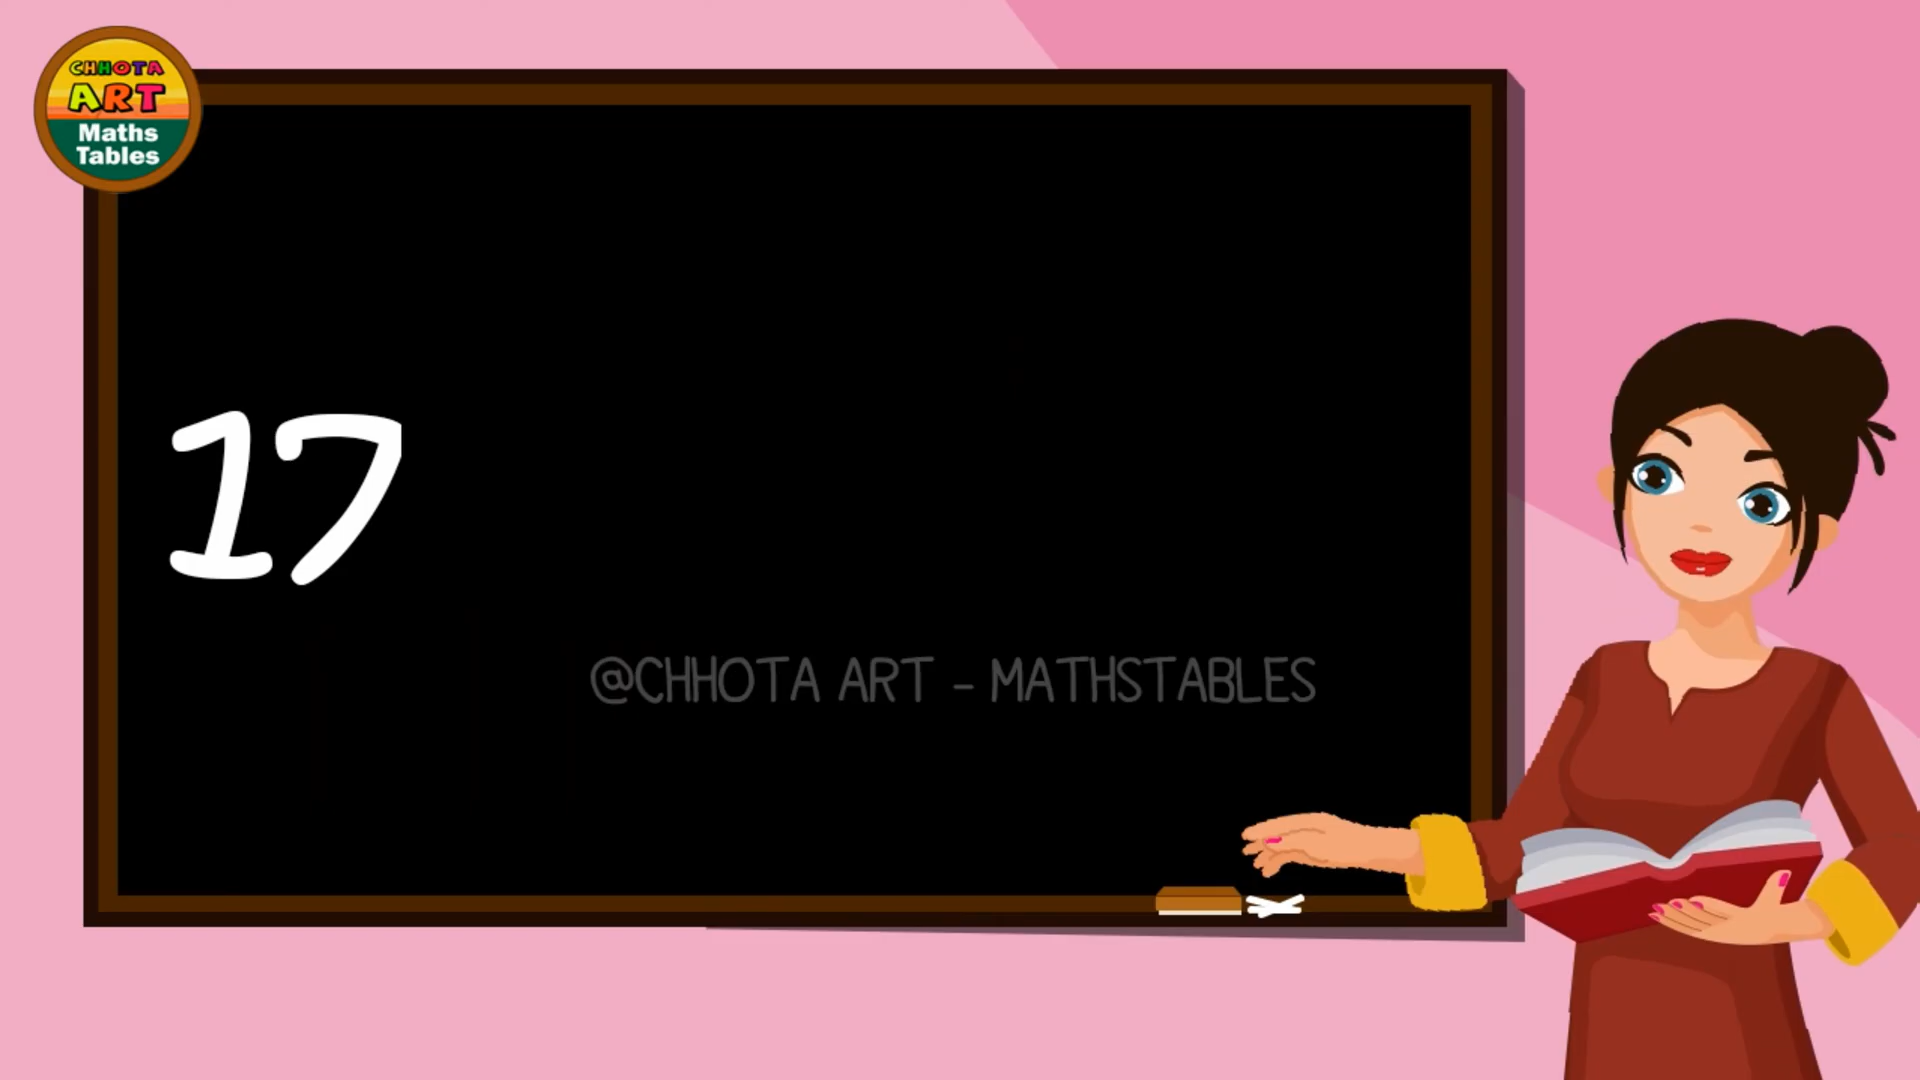 CHHOTA
ART
Maths
Tables
17
@CHHOTA ART - MATHSTABLES